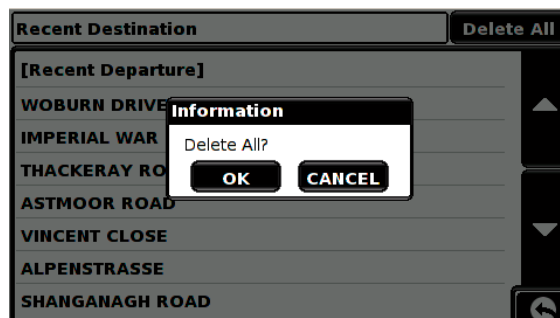 Recent Destination
Delete All
[Recent Departure]
WOBURN DRIVE
Information
IMPERIAL WAR
Delete All?
THACKERAY RO
OK
CANCEL
ASTMOOR ROAD
VINCENT CLOSE
ALPENSTRASSE
SHANGANAGH ROAD